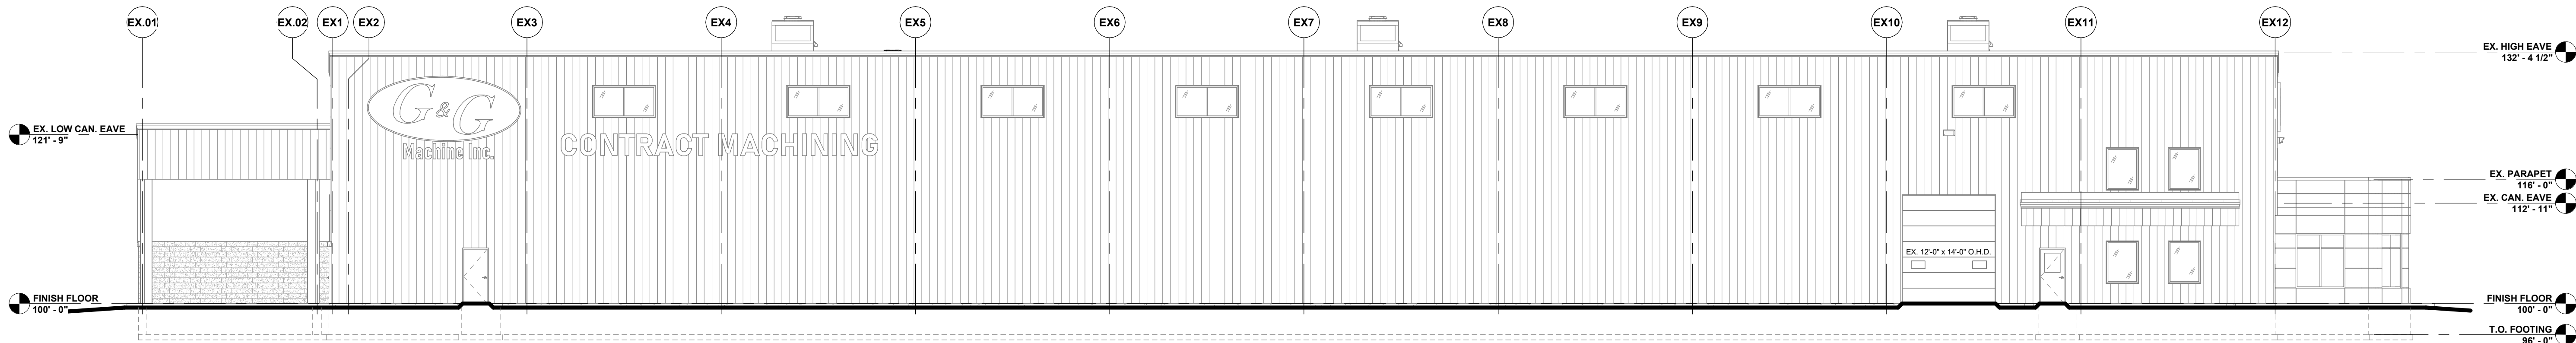 EX.01
EX.02
EX1
EX2
EX3
EX4
EX5
EX6
EX7
EX8
EX9
EX10
EX11
EX12
EX. HIGH EAVE
132' - 4 1/2"
G&G
Machine Inc.
CONTRACT MACHINING
EX. LOW CAN. EAVE
121' - 9"
EX. PARAPET
116' - 0"
EX. CAN. EAVE
112' - 11"
EX. 12'-0" x 14'-0" O.H.D.
FINISH FLOOR
100' - 0"
FINISH FLOOR
100' - 0"
T.O. FOOTING
96' - 0"